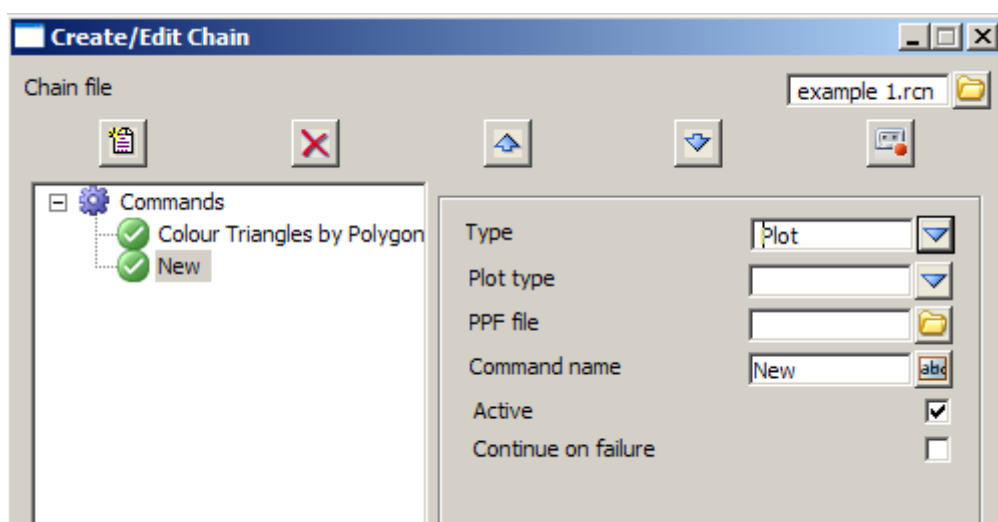 Create/Edit Chain
Chain file
example 1.rcn
Commands
Colour Triangles by Polygon
New
Type
Plot
Plot type
PPF file
Command name
New
abc
Active
Continue on failure